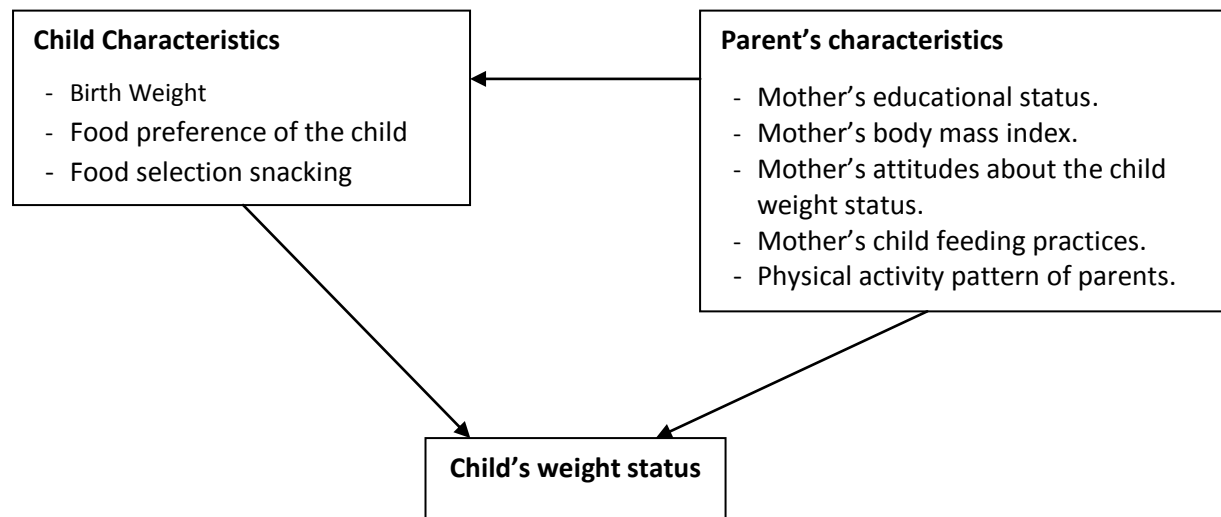 Child Characteristics
- Birth Weight
- Food preference of the child
- Food selection snacking
Parent’s characteristics
- Mother’s educational status.
- Mother’s body mass index.
- Mother’s attitudes about the child
weight status.
- Mother’s child feeding practices.
- Physical activity pattern of parents.
Child’s weight status